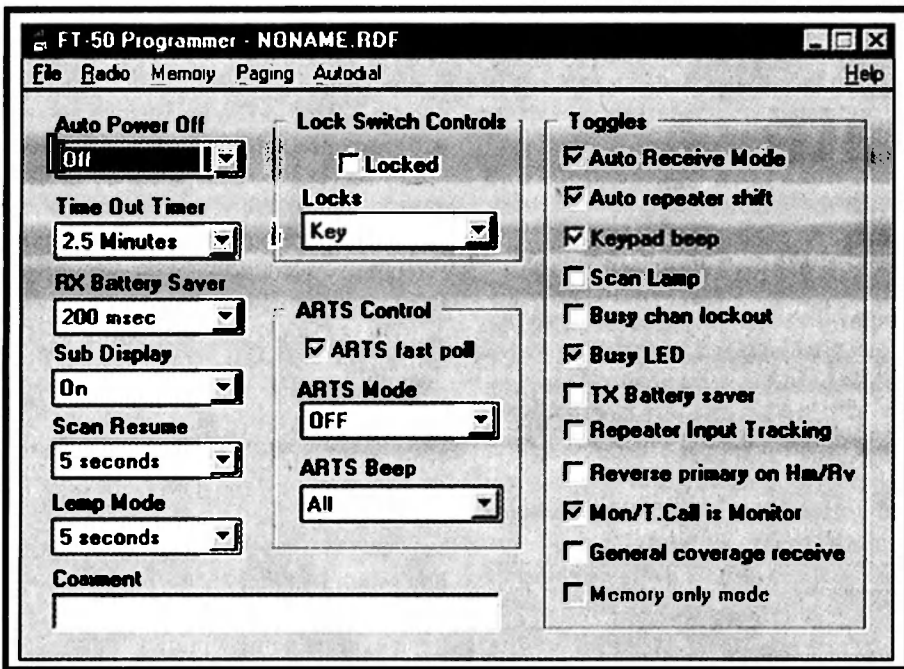 FT-50 Programmer - NONAME.RDF
File Radio Memory Paging Autodial Help
Auto Power Off
Off
Time Out Timer
2.5 Minutes
RX Battery Saver
200 msec
Sub Display
On
Scan Resume
5 seconds
Lamp Mode
5 seconds
Comment
Lock Switch Controls
Locked
Locks
Key
ARTS Control
ARTS fast poll
ARTS Mode
OFF
ARTS Beep
All
Toggles
Auto Receive Mode
Auto repeater shift
Keypad beep
Scan Lamp
Busy chan lockout
Busy LED
TX Battery saver
Repeater Input Tracking
Reverse primary on Hm/Rv
Mon/T.Call is Monitor
General coverage receive
Memory only mode